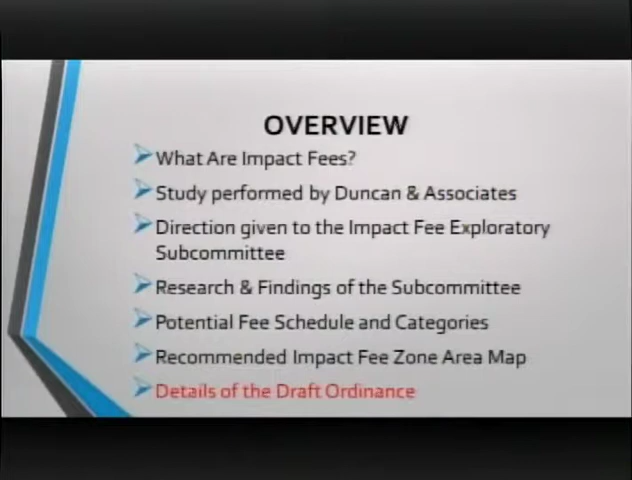 OVERVIEW
What Are Impact Fees?
Study performed by Duncan & Associates
Direction given to the Impact Fee Exploratory
Subcommittee
Research & Findings of the Subcommittee
Potential Fee Schedule and Categories
Recommended Impact Fee Zone Area Map
Details of the Draft Ordinance